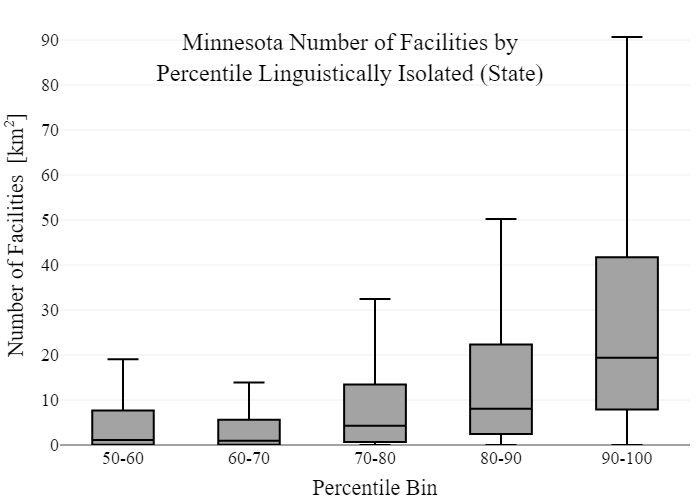 Minnesota Number of Facilities by
Percentile Linguistically Isolated (State)
Number of Facilities [km²]
90
80
70
60
50
40
30
20
10
0
50-60 60-70 70-80 80-90 90-100
Percentile Bin